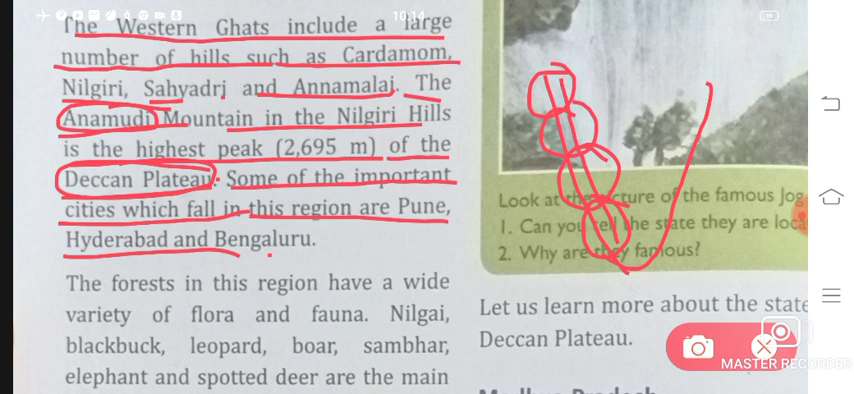 10:14
The Western Ghats include a large
number of hills such as Cardamom,
Nilgiri, Sahyadri and Annamalai. The
Anamudi Mountain in the Nilgiri Hills
is the highest peak (2,695 m) of the
Deccan Plateau. Some of the important
cities which fall in this region are Pune,
Hyderabad and Bengaluru.
The forests in this region have a wide
variety of flora and fauna. Nilgai,
blackbuck, leopard, boar, sambhar,
elephant and spotted deer are the main
Look at the picture of the famous Jog
1. Can you tell the state they are loca
2. Why are they famous?
Let us learn more about the state
Deccan Plateau.
MASTER RECORDER